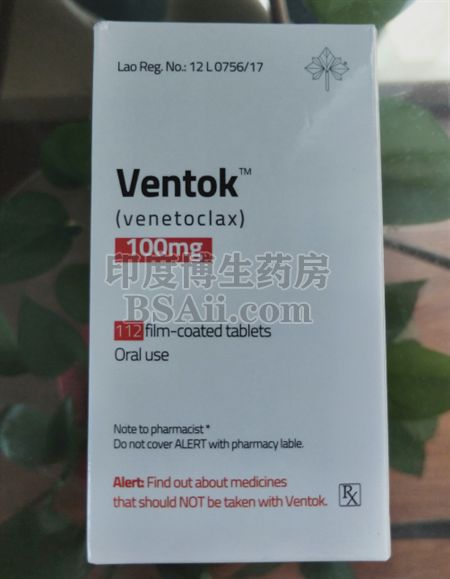 Lao Reg. No.: 12 L 0756/17
Ventok™
(venetoclax)
100mg
印度博生药房
BSAii.com
112 film-coated tablets
Oral use
Note to pharmacist *
Do not cover ALERT with pharmacy lable.
Alert: Find out about medicines
that should NOT be taken with Ventok.
Rx